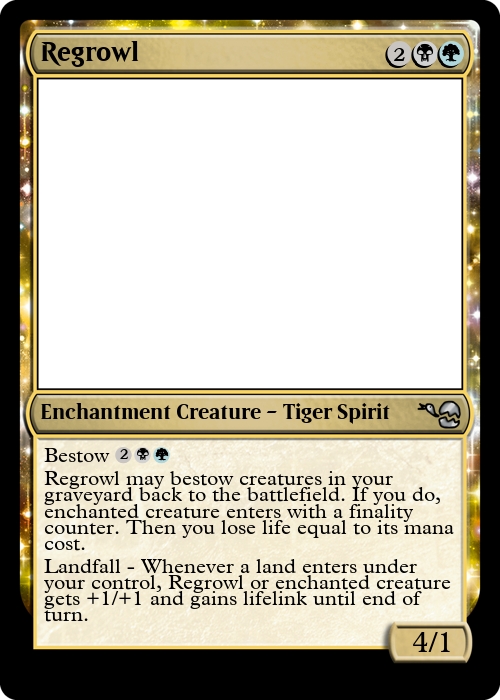 Regrowl 2
Enchantment Creature – Tiger Spirit
Bestow 2
Regrowl may bestow creatures in your
graveyard back to the battlefield. If you do,
enchanted creature enters with a finality
counter. Then you lose life equal to its mana
cost.
Landfall - Whenever a land enters under
your control, Regrowl or enchanted creature
gets +1/+1 and gains lifelink until end of
turn.
4/1